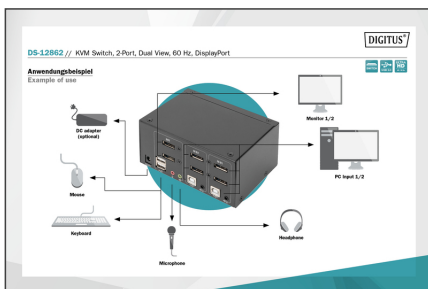 DIGITUS®
DS-12862 // KVM Switch, 2-Port, Dual View, 60 Hz, DisplayPort
Anwendungsbeispiel
Example of use
DC adapter
(optional)
Monitor 1/2
PC Input 1/2
Mouse
Keyboard
Microphone
Headphone